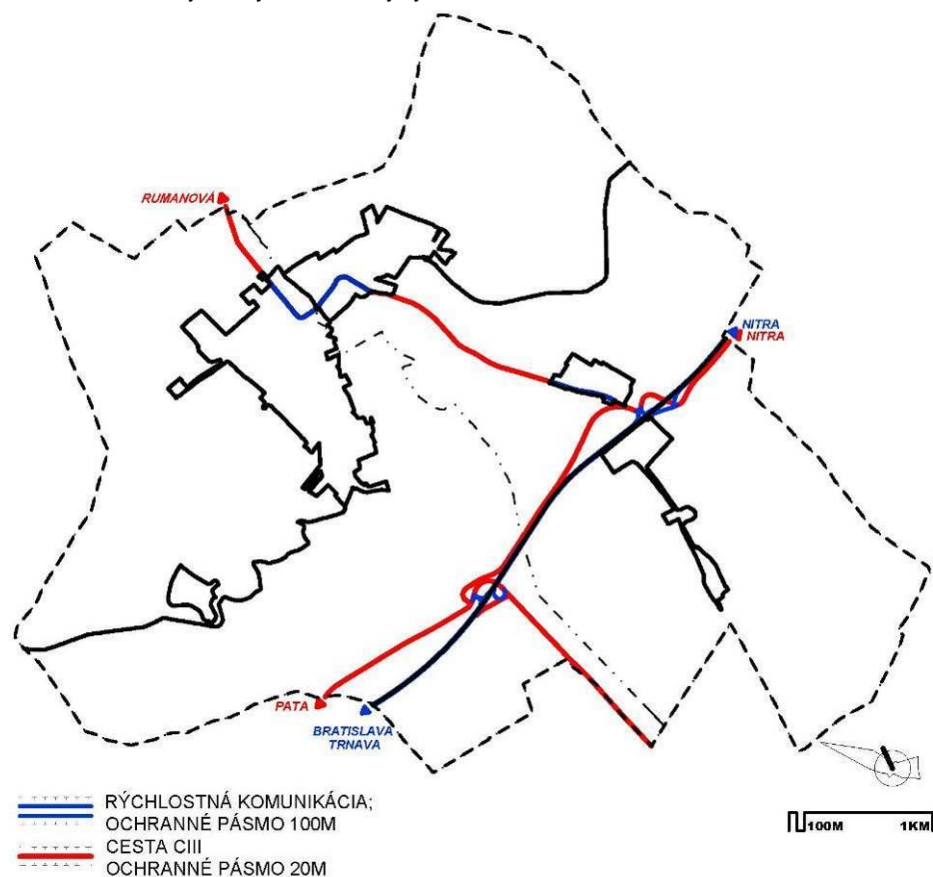 RUMANOVÁ
NITRA
NITRA
PATA
BRATISLAVA
TRNAVA
RÝCHLOSTNÁ KOMUNIKÁCIA;
OCHRANNÉ PÁSMO 100M
CESTA CIII
OCHRANNÉ PÁSMO 20M
100M 1KM